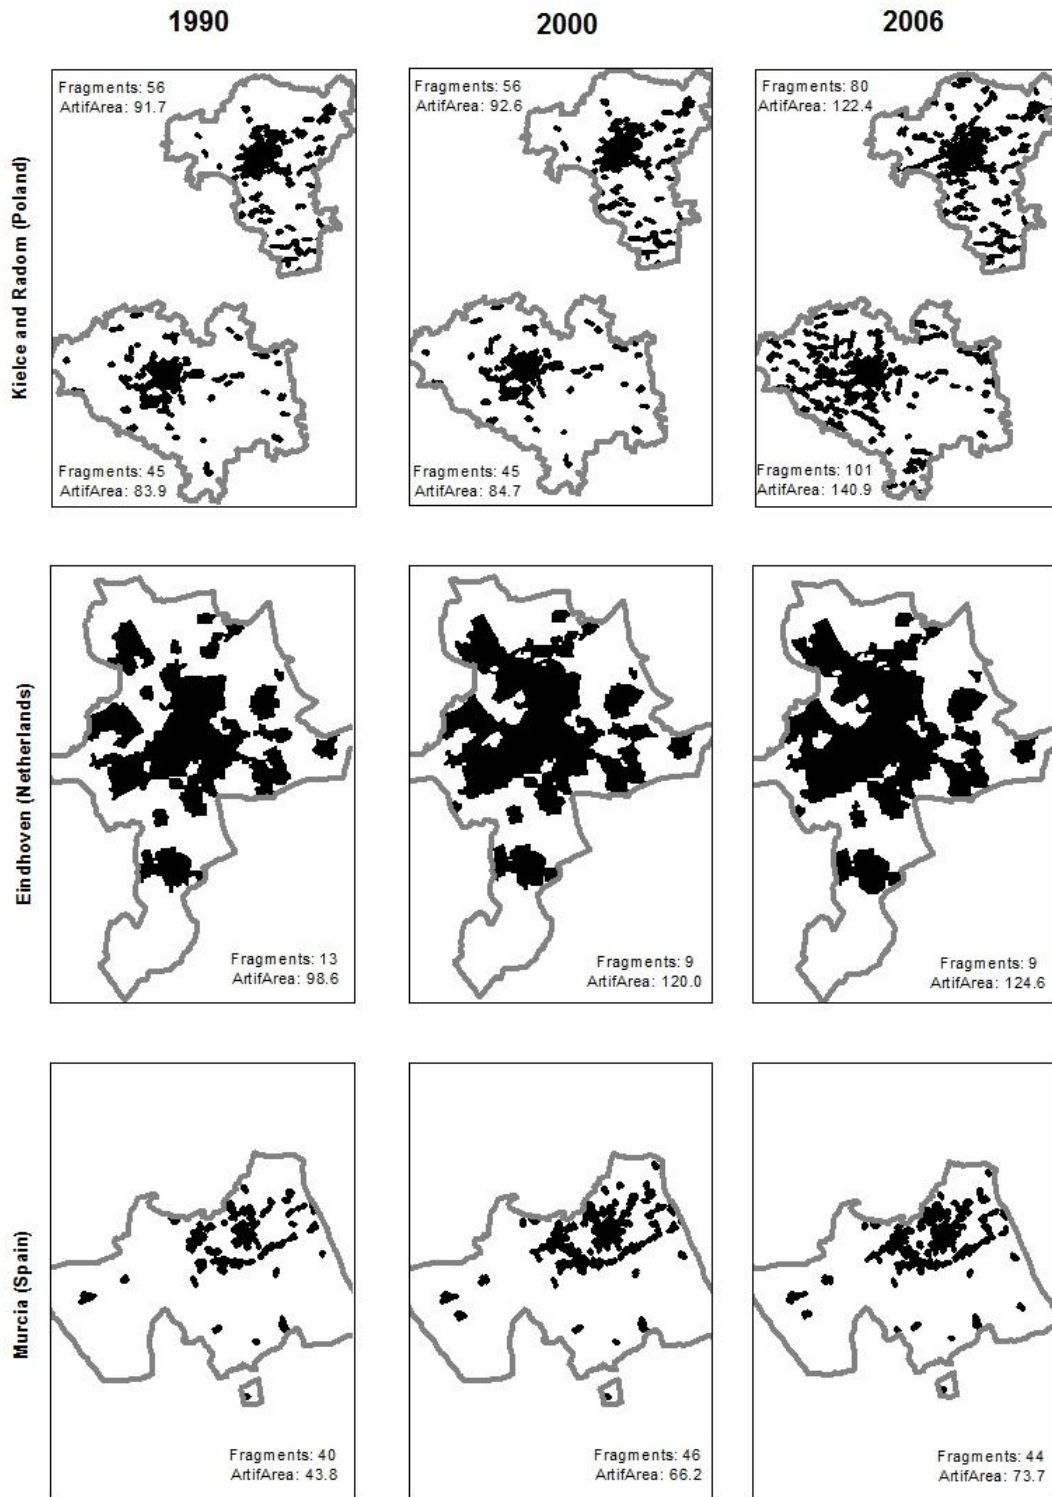 1990
2000
2006
Kielce and Radom (Poland)
Fragments: 56
ArtifArea: 91.7
Fragments: 45
ArtifArea: 83.9
Fragments: 56
ArtifArea: 92.6
Fragments: 45
ArtifArea: 84.7
Fragments: 80
ArtifArea: 122.4
Fragments: 101
ArtifArea: 140.9
Eindhoven (Netherlands)
Fragments: 13
ArtifArea: 98.6
Fragments: 9
ArtifArea: 120.0
Fragments: 9
ArtifArea: 124.6
Murcia (Spain)
Fragments: 40
ArtifArea: 43.8
Fragments: 46
ArtifArea: 66.2
Fragments: 44
ArtifArea: 73.7